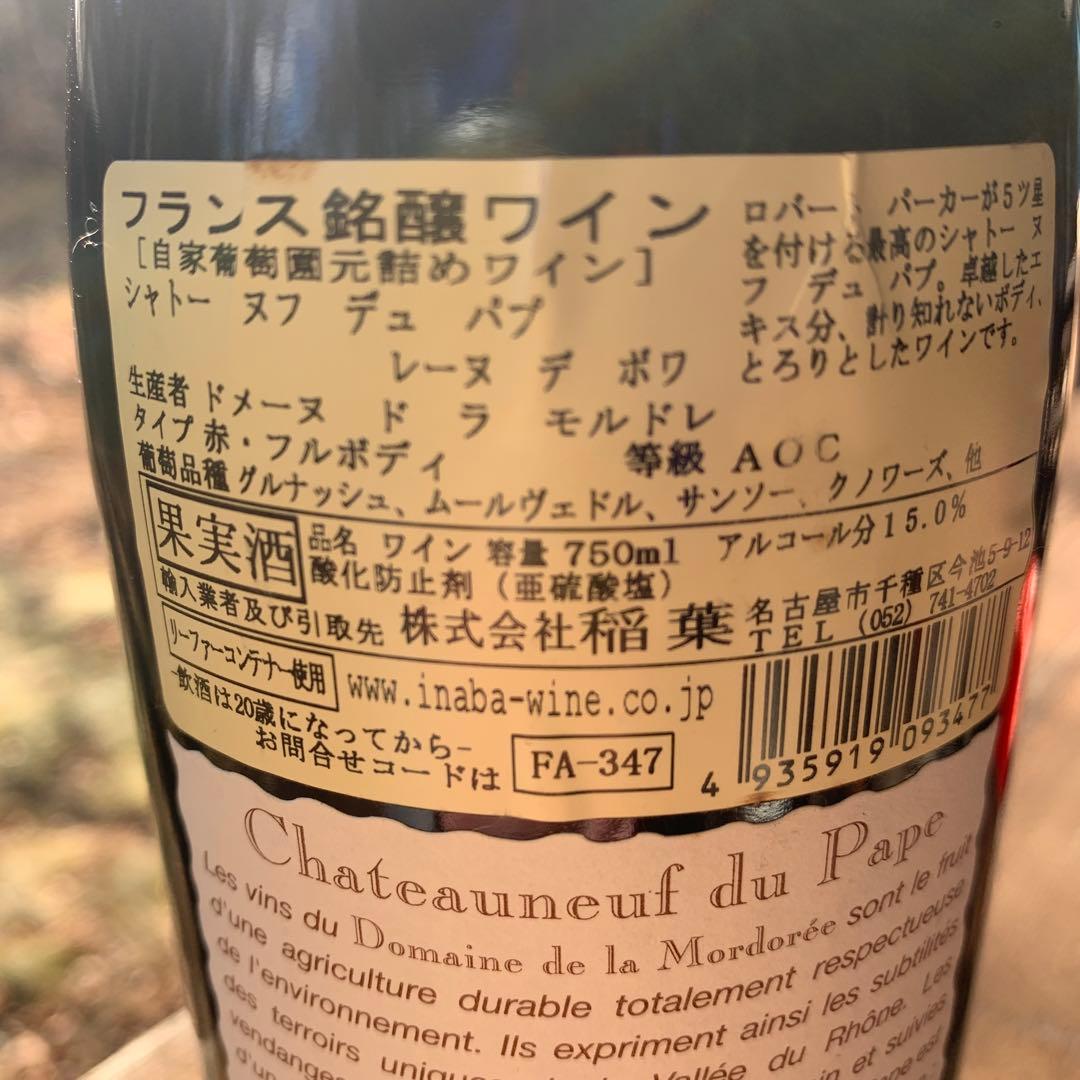 フランス銘醸ワイン
[自家葡萄園元詰めワイン]
シャトー ヌフ デュ パプ
レーヌ デ ボワ
ロバート パーカーが5ツ星
を付ける最高のシャトー ヌ
フ デュ パプ。卓越したエ
キス分、計り知れないボディ、
とろりとしたワインです。
生産者 ドメーヌ ド ラ モルドレ
タイプ 赤・フルボディ 等級 AOC
葡萄品種 グルナッシュ、ムールヴェドル、サンソー、クノワーズ、他
果実酒
品名 ワイン 容量 750ml アルコール分15.0%
酸化防止剤(亜硫酸塩)
輸入業者及び引取先 株式会社稲葉
名古屋市千種区今池5-9-12
TEL (052) 741-4702
リーファーコンテナー使用
www.inaba-wine.co.jp
-飲酒は20歳になってから-
お問合せコードは FA-347
4 935919 093477
Chateauneuf du Pape
Les vins du Domaine de la Mordorée sont le fruit
d'une agriculture durable totalement respectueuse
de l'environnement. Ils expriment ainsi les subtilités
des terroirs Vallée du Rhône. Les
vendanges et suivies